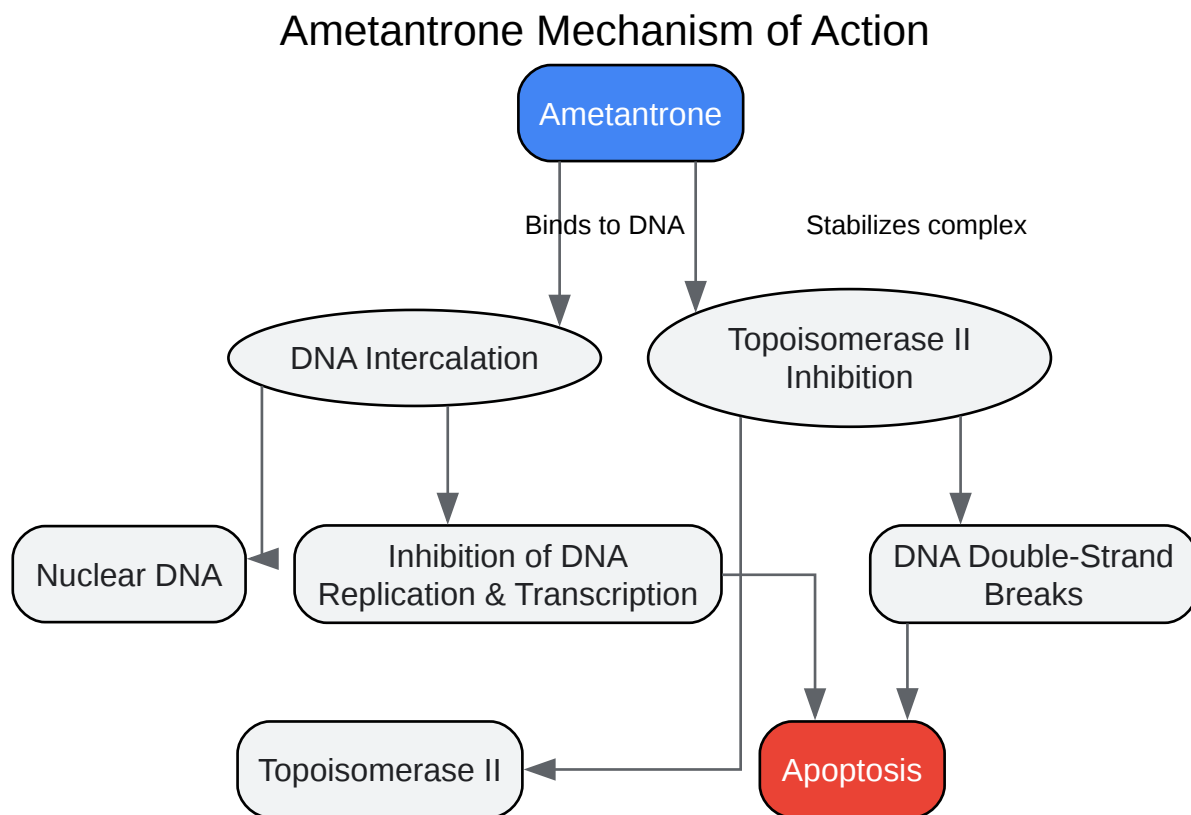 Ametantrone Mechanism of Action
Ametantrone
Binds to DNA
Stabilizes complex
DNA Intercalation
Topoisomerase II
Inhibition
Nuclear DNA
Inhibition of DNA
Replication & Transcription
DNA Double-Strand
Breaks
Topoisomerase II
Apoptosis